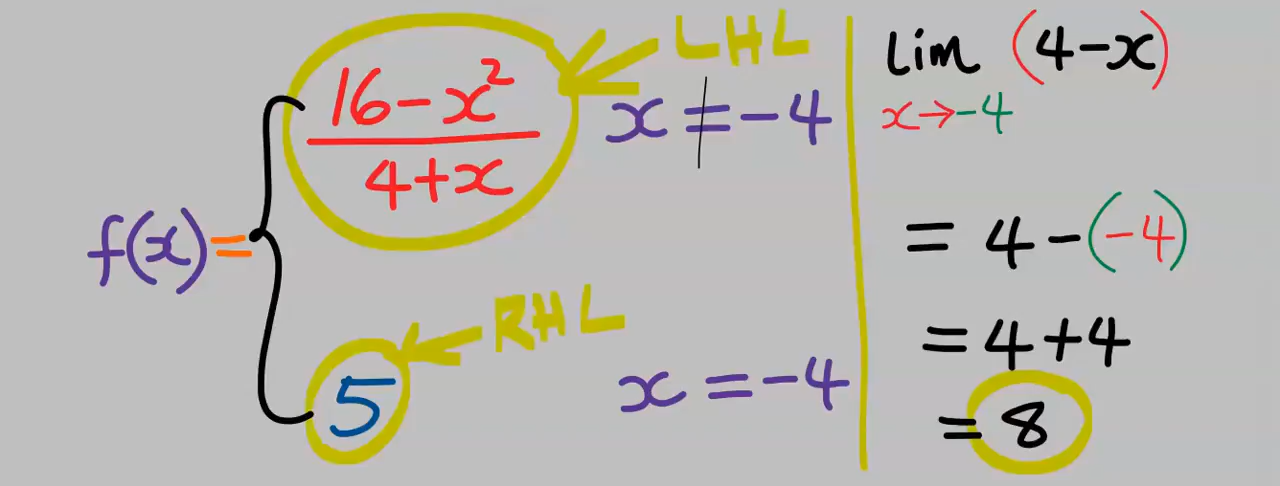 f(x) = { (16 - x²)/(4 + x) ← LHL x ≠ -4
5 ← RHL x = -4
Lim (4 - x)
x → -4
= 4 - (-4)
= 4 + 4
= 8